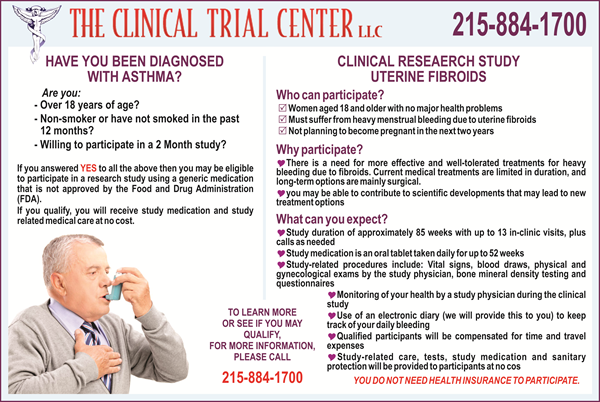 THE CLINICAL TRIAL CENTER LLC
215-884-1700
HAVE YOU BEEN DIAGNOSED
WITH ASTHMA?
Are you:
- Over 18 years of age?
- Non-smoker or have not smoked in the past
12 months?
- Willing to participate in a 2 Month study?
If you answered YES to all the above then you may be eligible
to participate in a research study using a generic medication
that is not approved by the Food and Drug Administration
(FDA).
If you qualify, you will receive study medication and study
related medical care at no cost.
TO LEARN MORE
OR SEE IF YOU MAY
QUALIFY,
FOR MORE INFORMATION,
PLEASE CALL
215-884-1700
CLINICAL RESEAERCH STUDY
UTERINE FIBROIDS
Who can participate?
Women aged 18 and older with no major health problems
Must suffer from heavy menstrual bleeding due to uterine fibroids
Not planning to become pregnant in the next two years
Why participate?
There is a need for more effective and well-tolerated treatments for heavy
bleeding due to fibroids. Current medical treatments are limited in duration, and
long-term options are mainly surgical.
you may be able to contribute to scientific developments that may lead to new
treatment options
What can you expect?
Study duration of approximately 85 weeks with up to 13 in-clinic visits, plus
calls as needed
Study medication is an oral tablet taken daily for up to 52 weeks
Study-related procedures include: Vital signs, blood draws, physical and
gynecological exams by the study physician, bone mineral density testing and
questionnaires
Monitoring of your health by a study physician during the clinical
study
Use of an electronic diary (we will provide this to you) to keep
track of your daily bleeding
Qualified participants will be compensated for time and travel
expenses
Study-related care, tests, study medication and sanitary
protection will be provided to participants at no cos
YOU DO NOT NEED HEALTH INSURANCE TO PARTICIPATE.